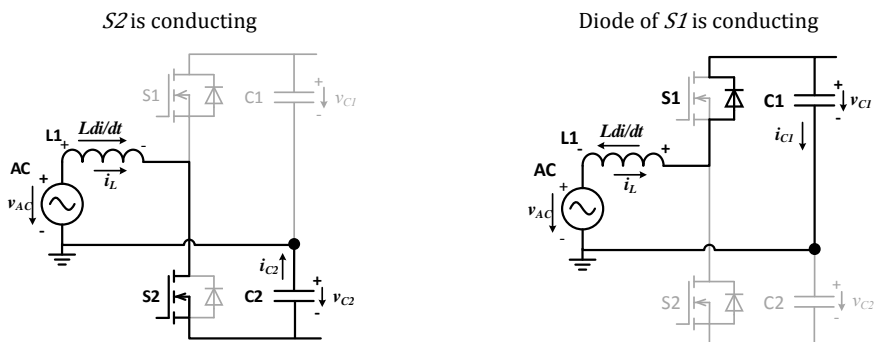 S2 is conducting
Diode of S1 is conducting
S1
C1
+
vC1
-
L1
Ldi/dt
+
-
iL
AC
+
vAC
-
iC2
S2
C2
+
vC2
-
S1
C1
+
vC1
-
iC1
L1
Ldi/dt
-
+
iL
AC
+
vAC
-
S2
C2
+
vC2
-